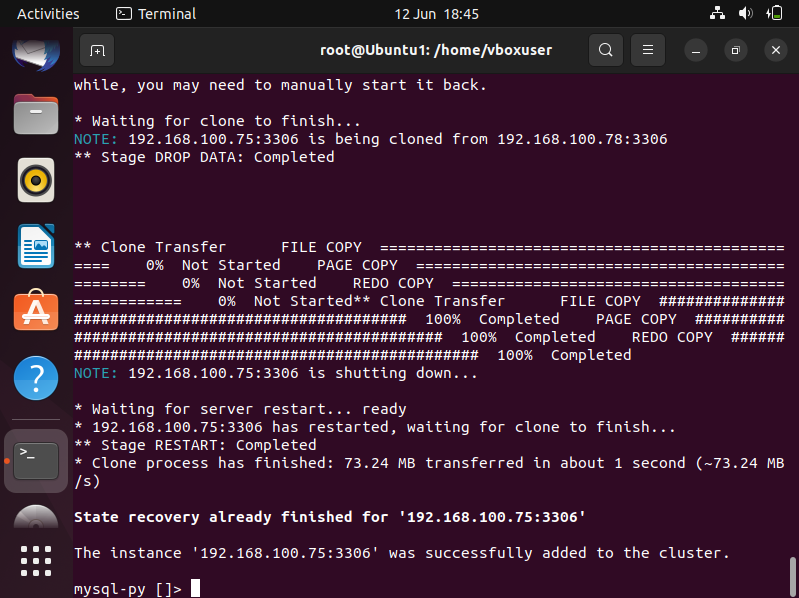 Activities Terminal 12 Jun 18:45
root@Ubuntu1: /home/vboxuser
while, you may need to manually start it back.
* Waiting for clone to finish...
NOTE: 192.168.100.75:3306 is being cloned from 192.168.100.78:3306
** Stage DROP DATA: Completed
** Clone Transfer      FILE COPY  =============================================
====    0%  Not Started    PAGE COPY  =========================================
========    0%  Not Started    REDO COPY  =====================================
============    0%  Not Started** Clone Transfer      FILE COPY  ##############
#####################################  100%  Completed    PAGE COPY  ##########
#########################################  100%  Completed    REDO COPY  ######
#############################################  100%  Completed
NOTE: 192.168.100.75:3306 is shutting down...
* Waiting for server restart... ready
* 192.168.100.75:3306 has restarted, waiting for clone to finish...
** Stage RESTART: Completed
* Clone process has finished: 73.24 MB transferred in about 1 second (~73.24 MB
/s)
State recovery already finished for '192.168.100.75:3306'
The instance '192.168.100.75:3306' was successfully added to the cluster.
mysql-py []>